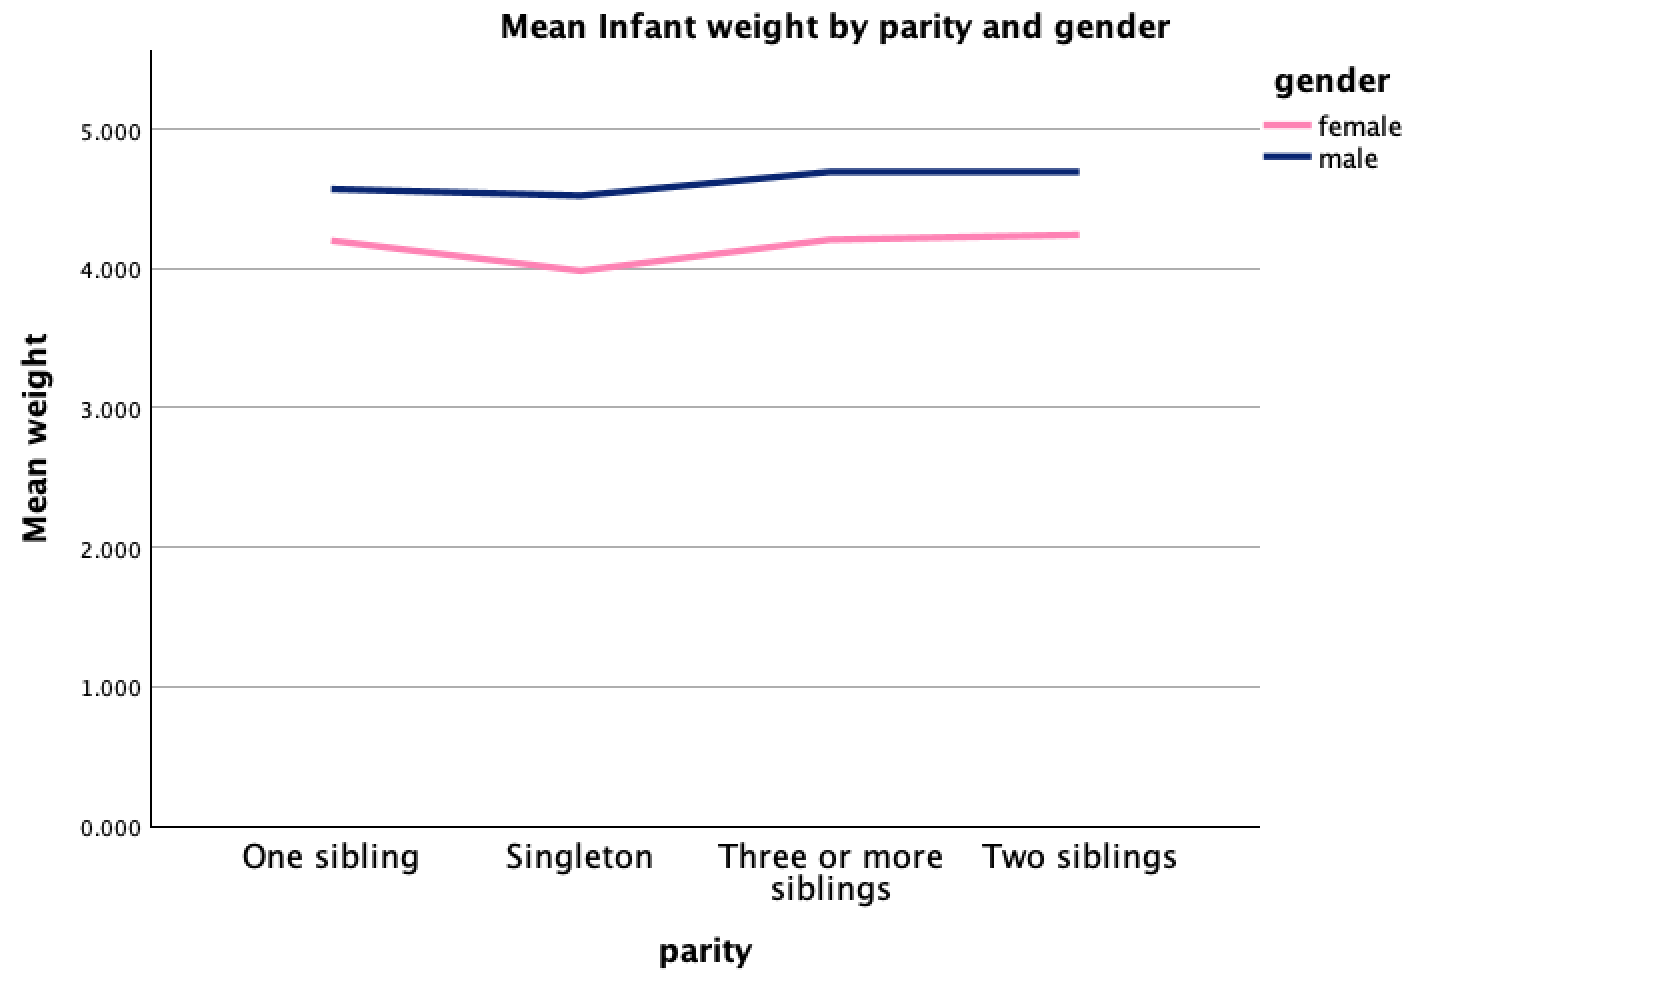 Mean Infant weight by parity and gender
gender
female
male
5.000
4.000
3.000
2.000
1.000
0.000
Mean weight
One sibling
Singleton
Three or more
siblings
Two siblings
parity